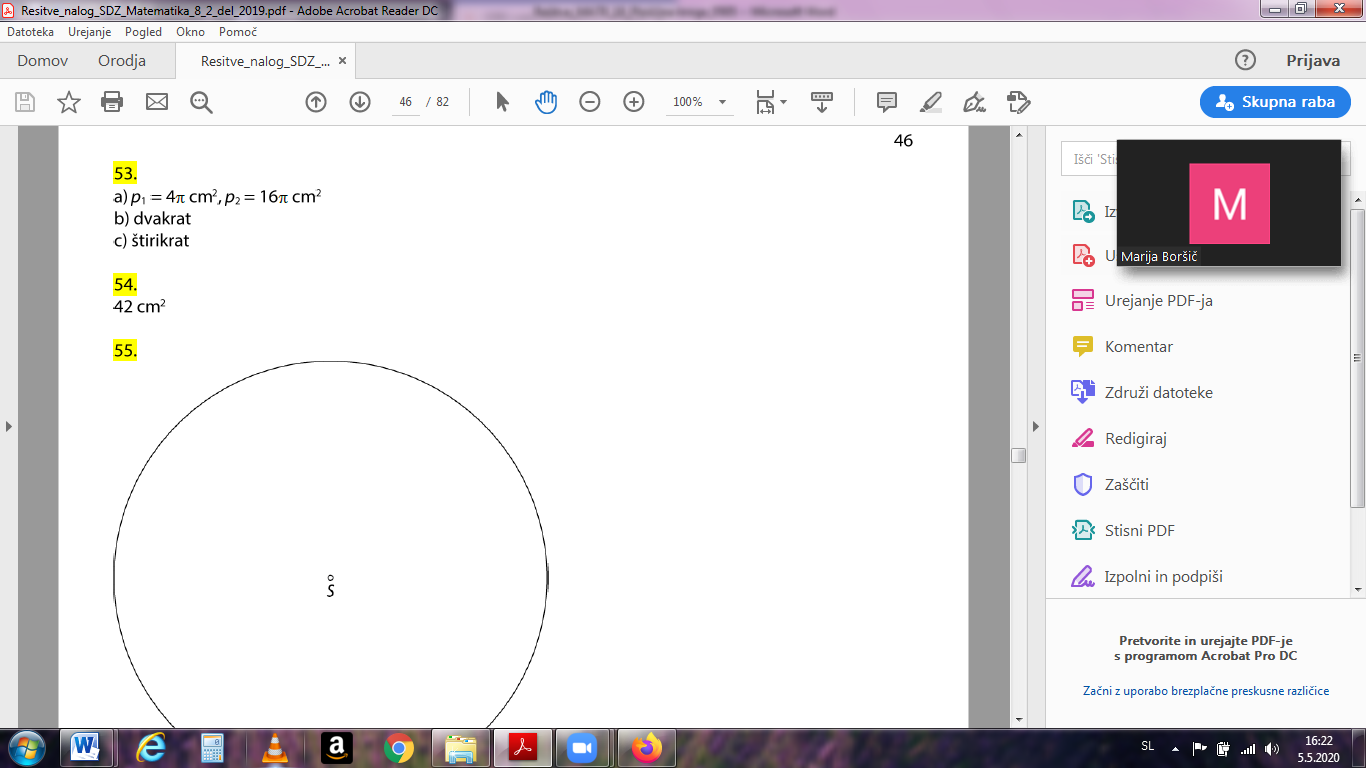 Resitve_nalog_SDZ_Matematika_8_2_del_2019.pdf - Adobe Acrobat Reader DC
Datoteka Urejanje Pogled Okno Pomoč
Domov Orodja Resitve_nalog_SDZ_... × Prijava
46 / 82 100% Skupna raba
46
53.
a) p₁ = 4π cm², p₂ = 16π cm²
b) dvakrat
c) štirikrat
54.
42 cm²
55.
S
Išči 'Sti
M
Marija Boršič
Urejanje PDF-ja
Komentar
Združi datoteke
Redigiraj
Zaščiti
Stisni PDF
Izpolni in podpiši
Pretvorite in urejajte PDF-je
s programom Acrobat Pro DC
Začni z uporabo brezplačne preskusne različice
SL
16:22
5.5.2020